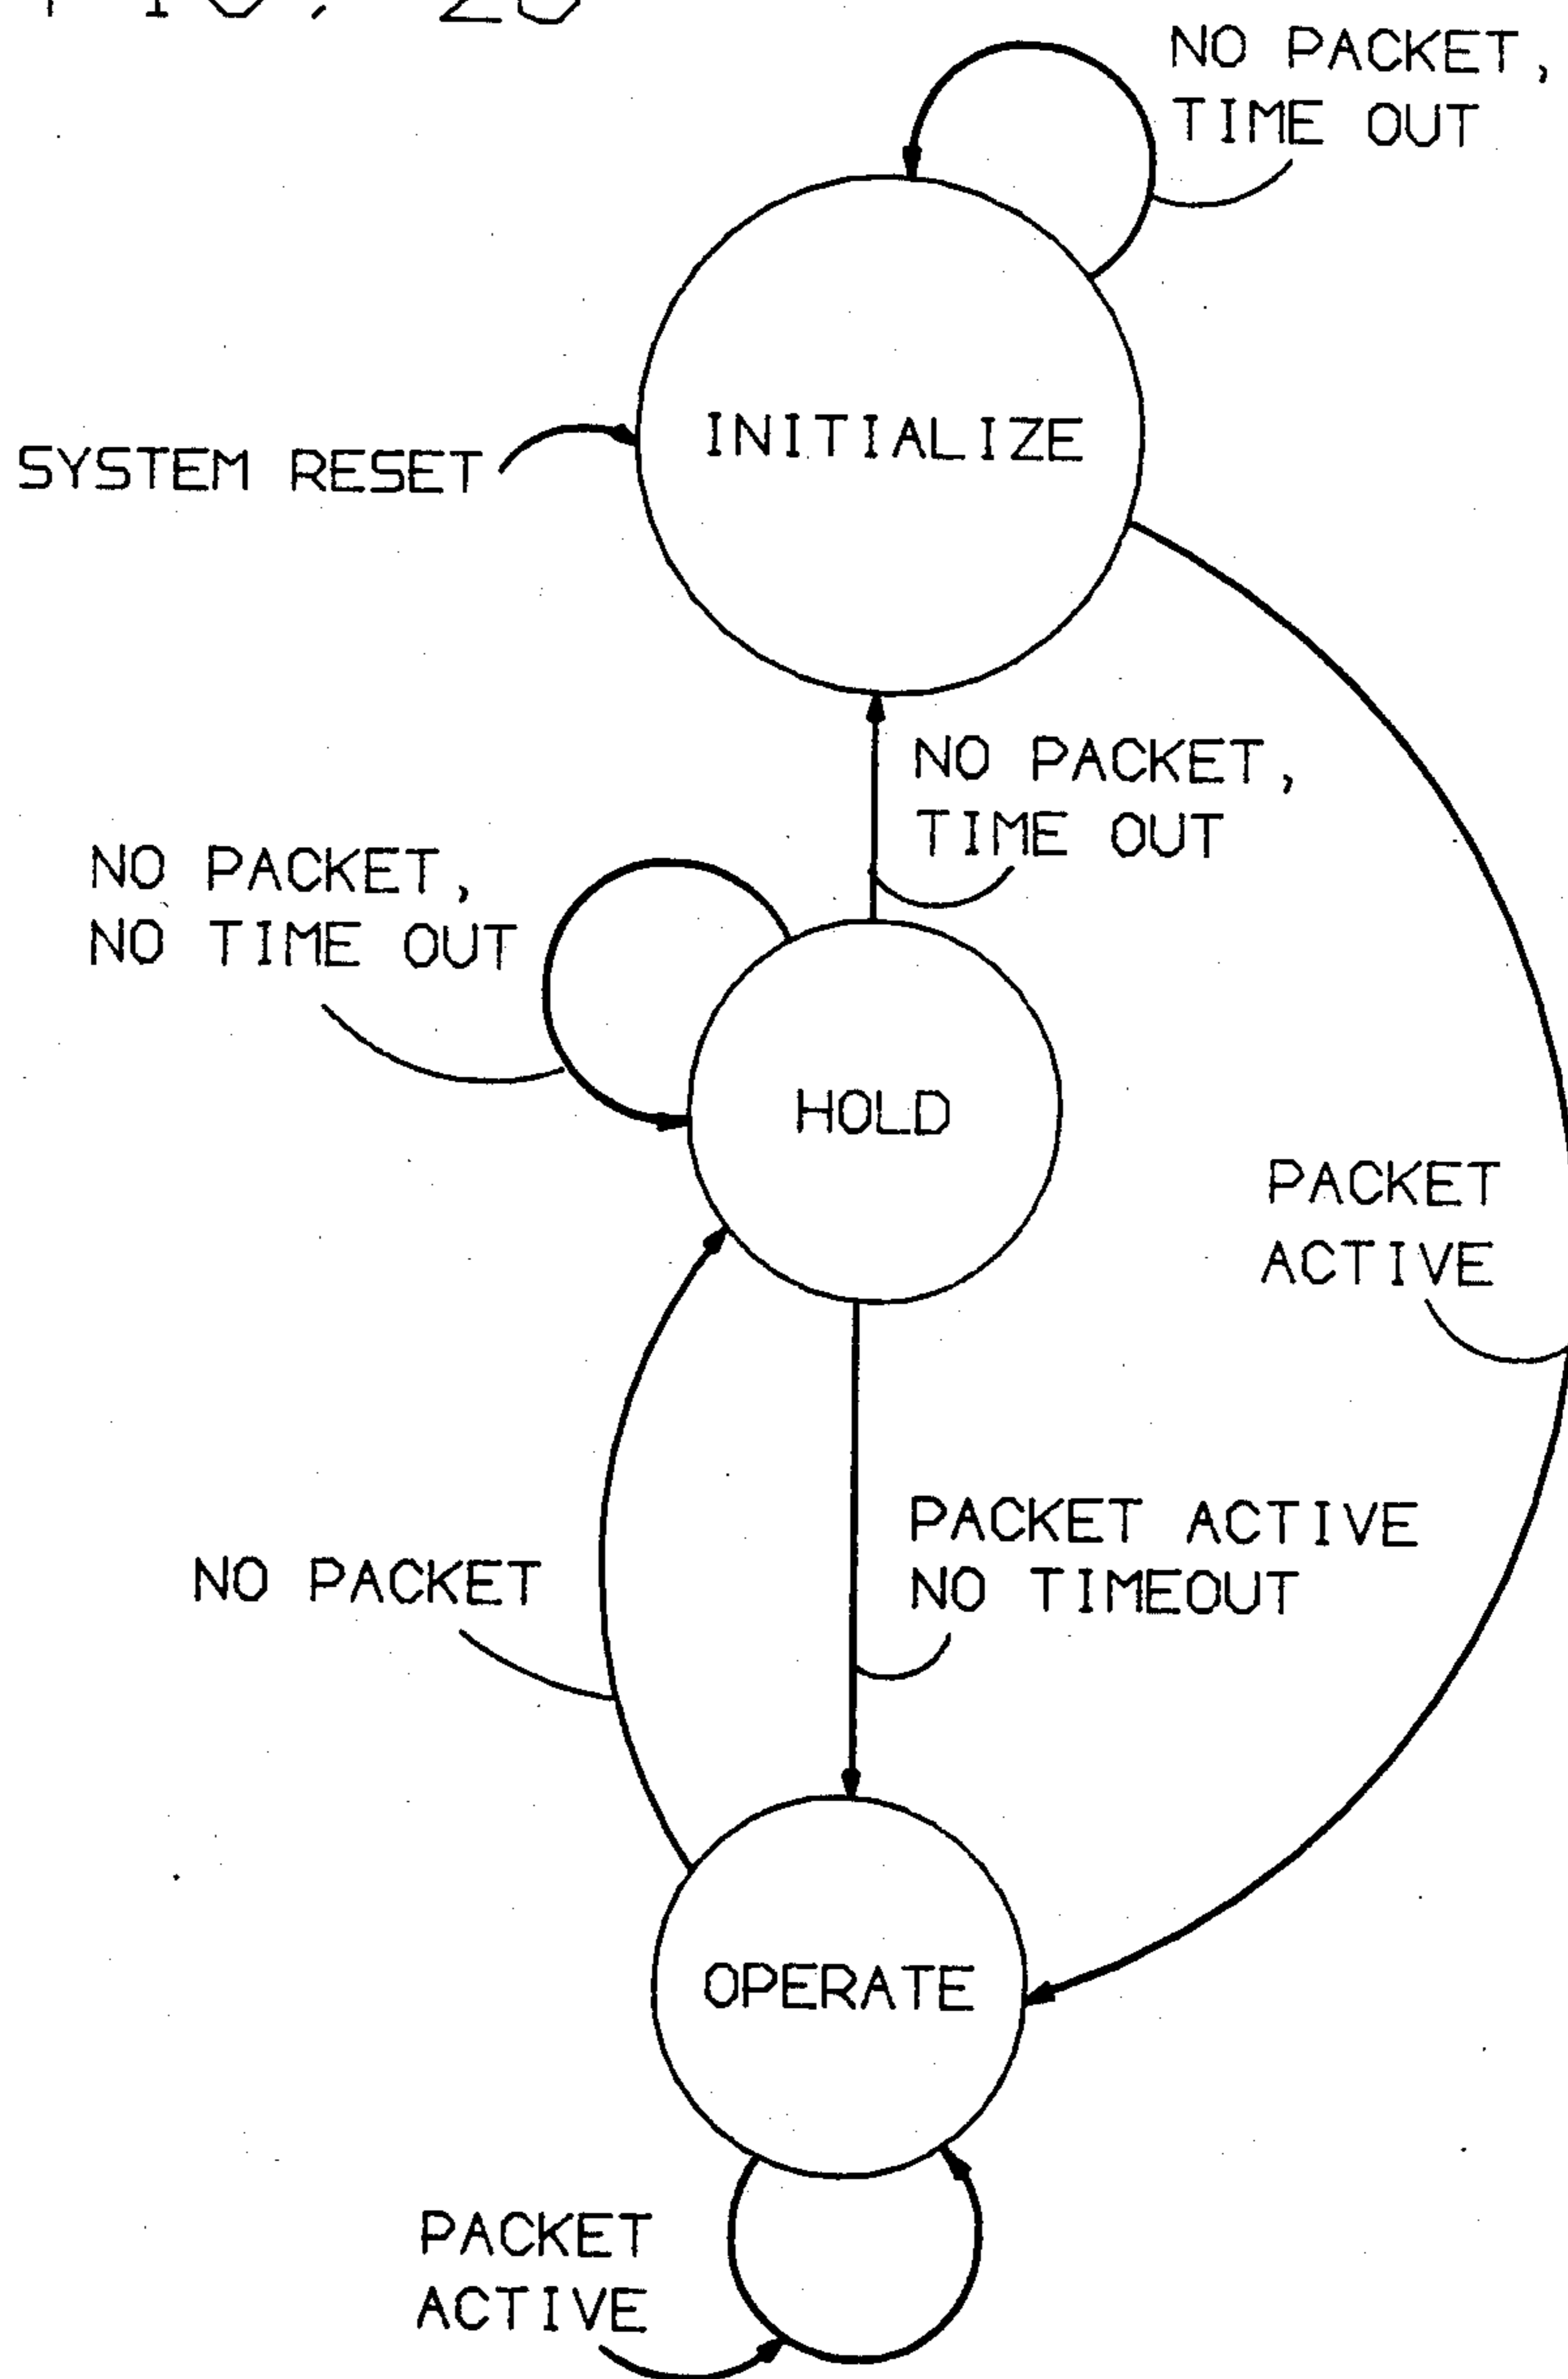 NO PACKET,
TIME OUT
INITIALIZE
SYSTEM RESET
NO PACKET,
TIME OUT
NO PACKET,
NO TIME OUT
HOLD
PACKET
ACTIVE
PACKET ACTIVE
NO TIMEOUT
NO PACKET
OPERATE
PACKET
ACTIVE